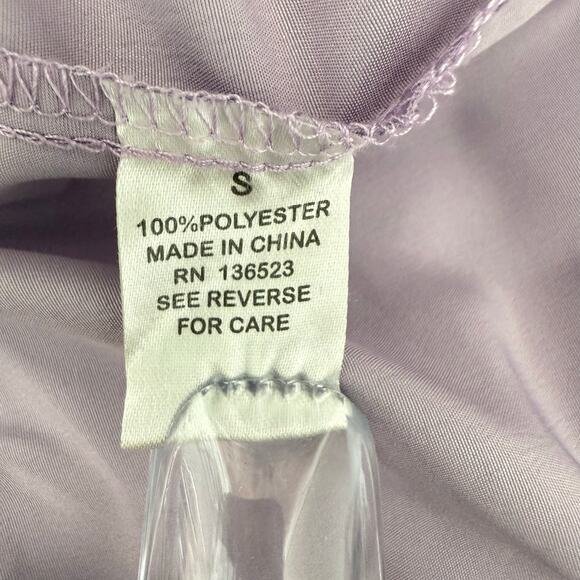 S
100%POLYESTER
MADE IN CHINA
RN 136523
SEE REVERSE
FOR CARE